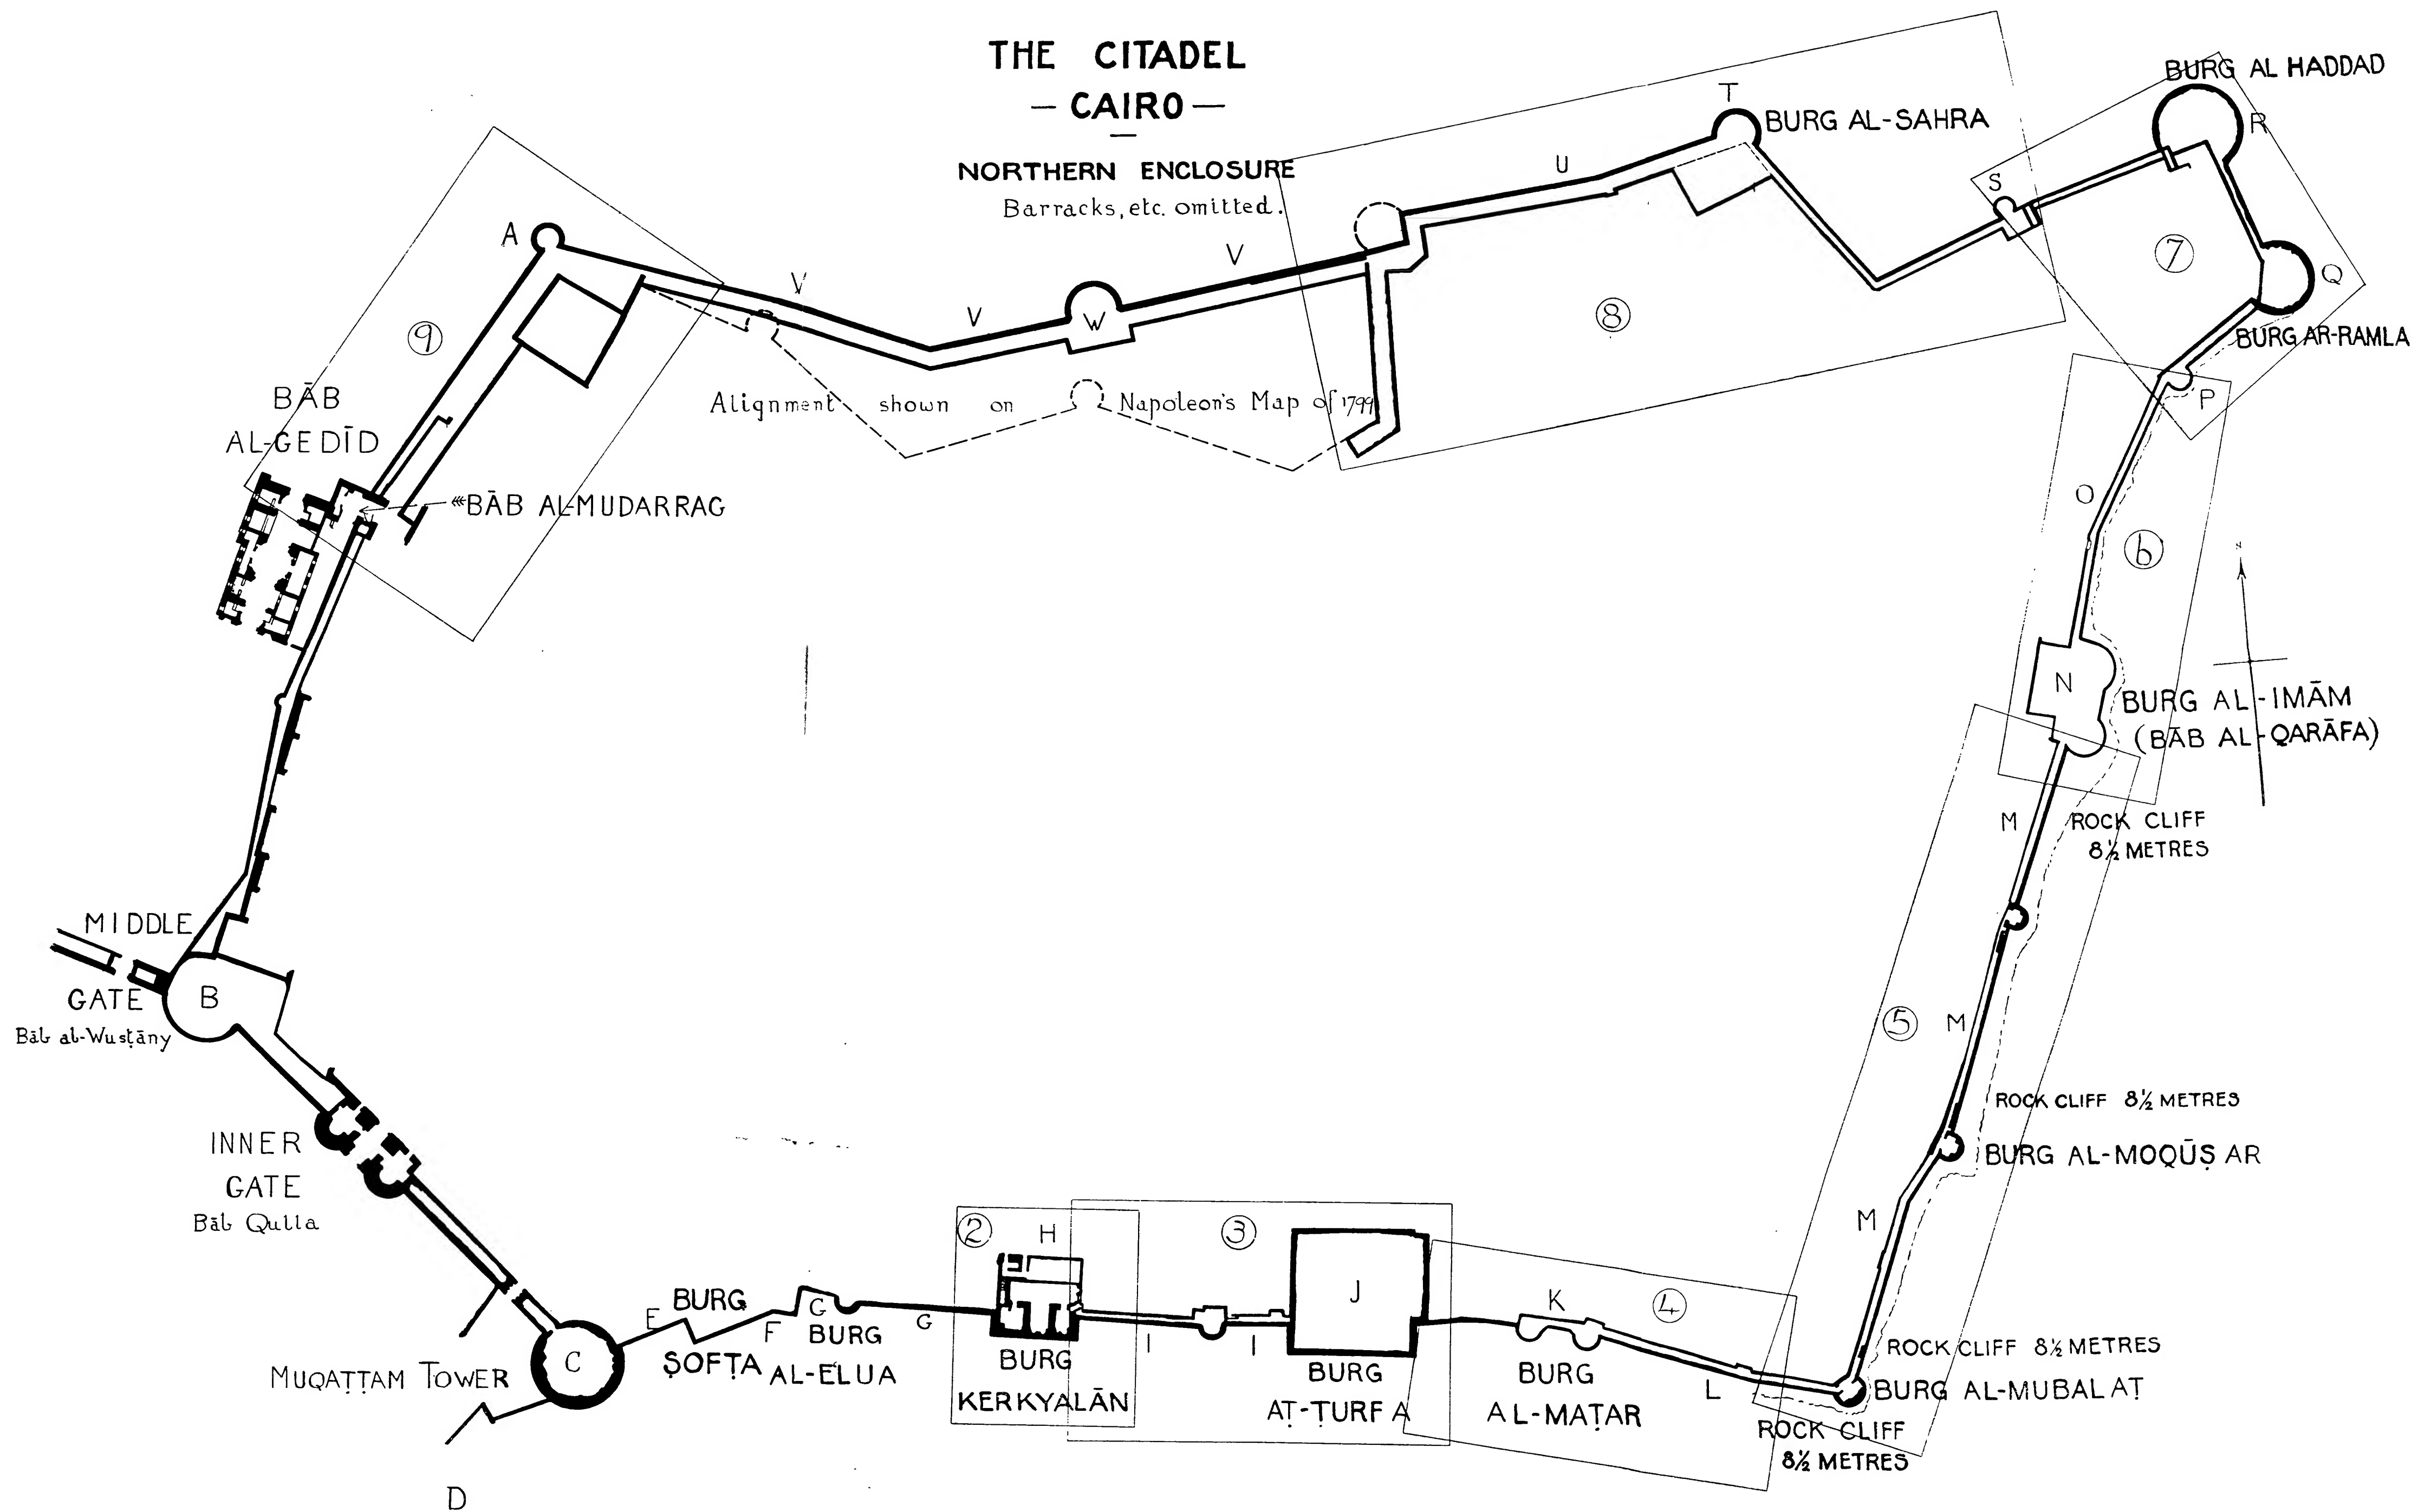 THE CITADEL
— CAIRO —
NORTHERN ENCLOSURE
Barracks, etc. omitted.
BURG AL HADDAD
R
T
BURG AL-SAHRA
U
S
A
V
V
V
W
7
Q
BURG AR-RAMLA
8
9
P
Alignment shown on Napoleon's Map of 1799
BĀB
AL-GEDĪD
BĀB AL-MUDARRAG
O
6
N
N
BURG AL-IMĀM
(BĀB AL-QARĀFA)
M
ROCK CLIFF
8½ METRES
MIDDLE
GATE
Bāb al-Wusṭāny
B
5
M
ROCK CLIFF 8½ METRES
BURG AL-MOQŪṢAR
INNER
GATE
Bāb Qulla
M
2
H
3
J
K
4
E
BURG
ṢOFṬA
F
G
BURG
AL-ELUA
G
I
I
C
MUQAṬṬAM TOWER
BURG
KERKYALĀN
BURG
AṬ-ṬURFA
BURG
AL-MAṬAR
L
ROCK CLIFF 8½ METRES
BURG AL-MUBALAṬ
ROCK CLIFF
8½ METRES
D